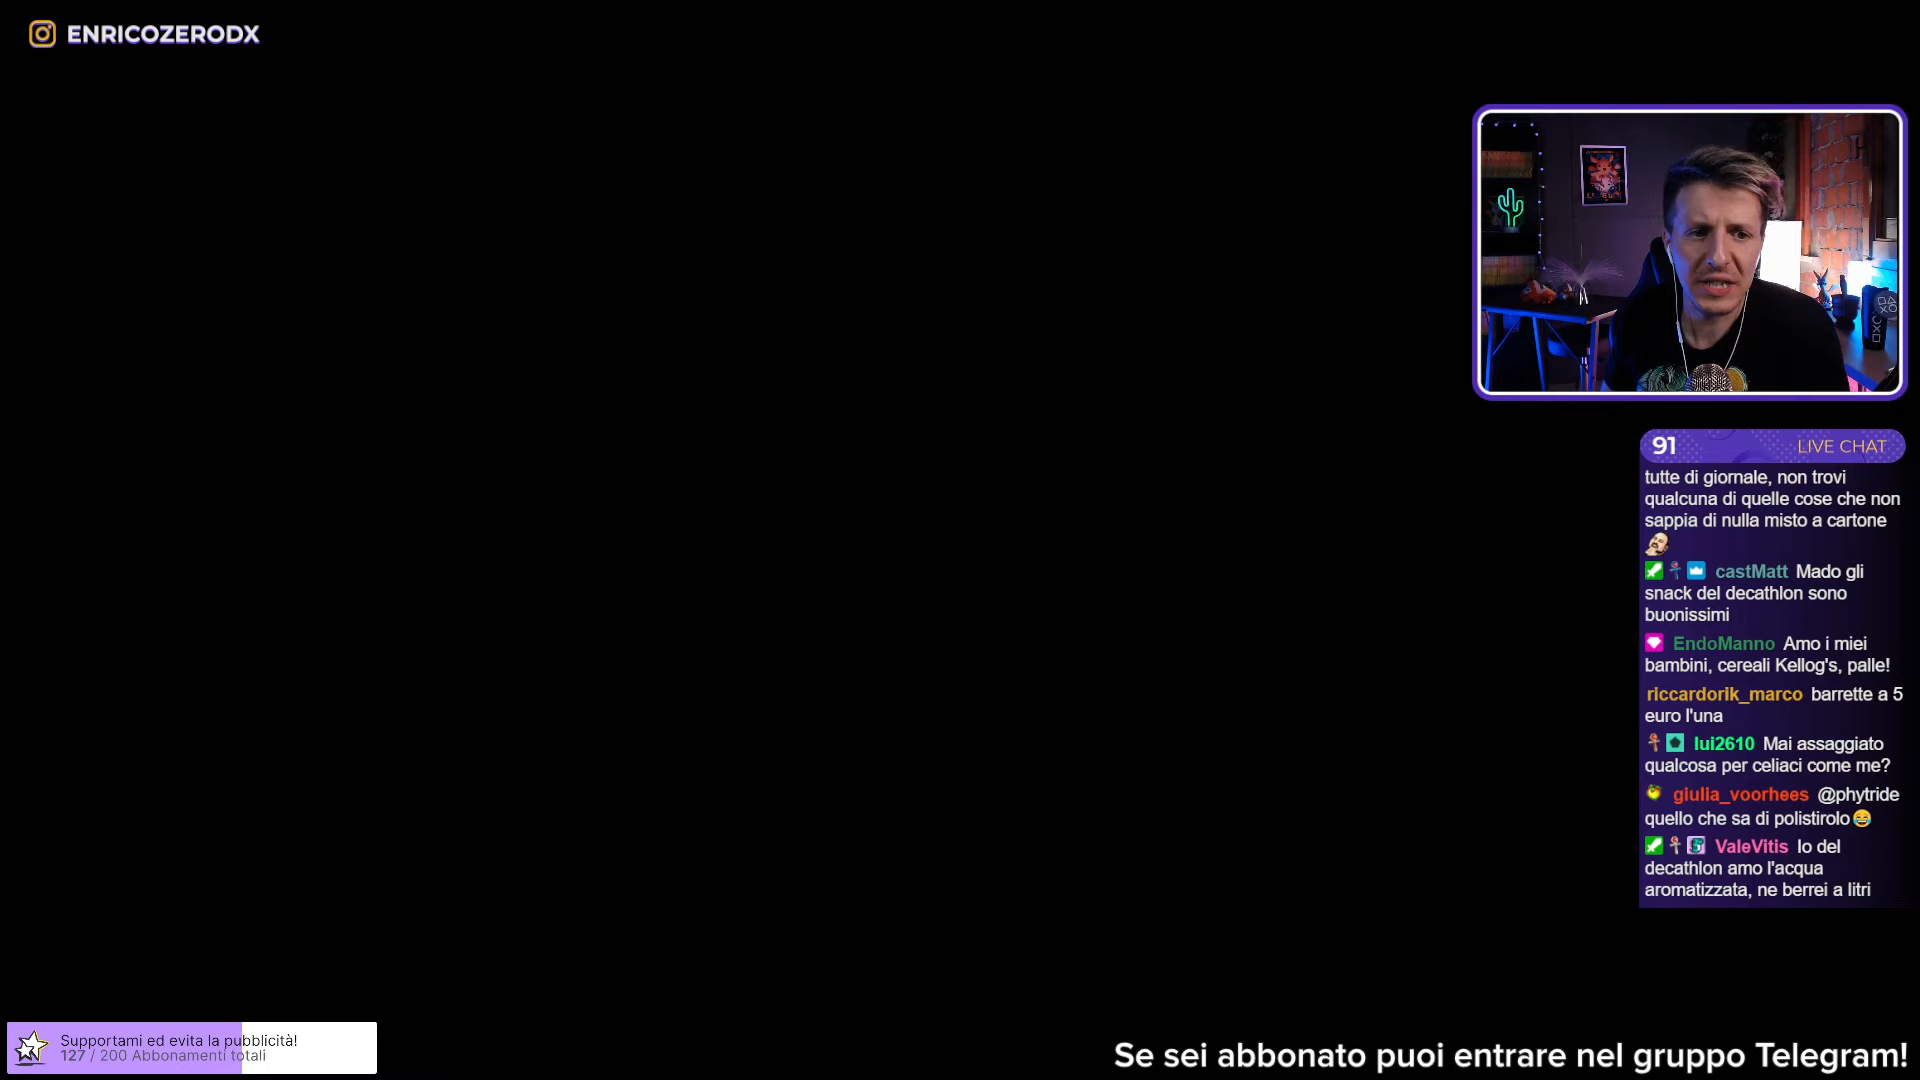 ENRICOZERODX
91 LIVE CHAT
tutte di giornale, non trovi
qualcuna di quelle cose che non
sappia di nulla misto a cartone
castMatt Mado gli
snack del decathlon sono
buonissimi
EndoManno Amo i miei
bambini, cereali Kellog's, palle!
riccardorik_marco barrette a 5
euro l'una
lui2610 Mai assaggiato
qualcosa per celiaci come me?
giulia_voorhees @phytride
quello che sa di polistirolo😂
ValeVitis Io del
decathlon amo l'acqua
aromatizzata, ne berrei a litri
Supportami ed evita la pubblicità!
127 / 200 Abbonamenti totali
Se sei abbonato puoi entrare nel gruppo Telegram!